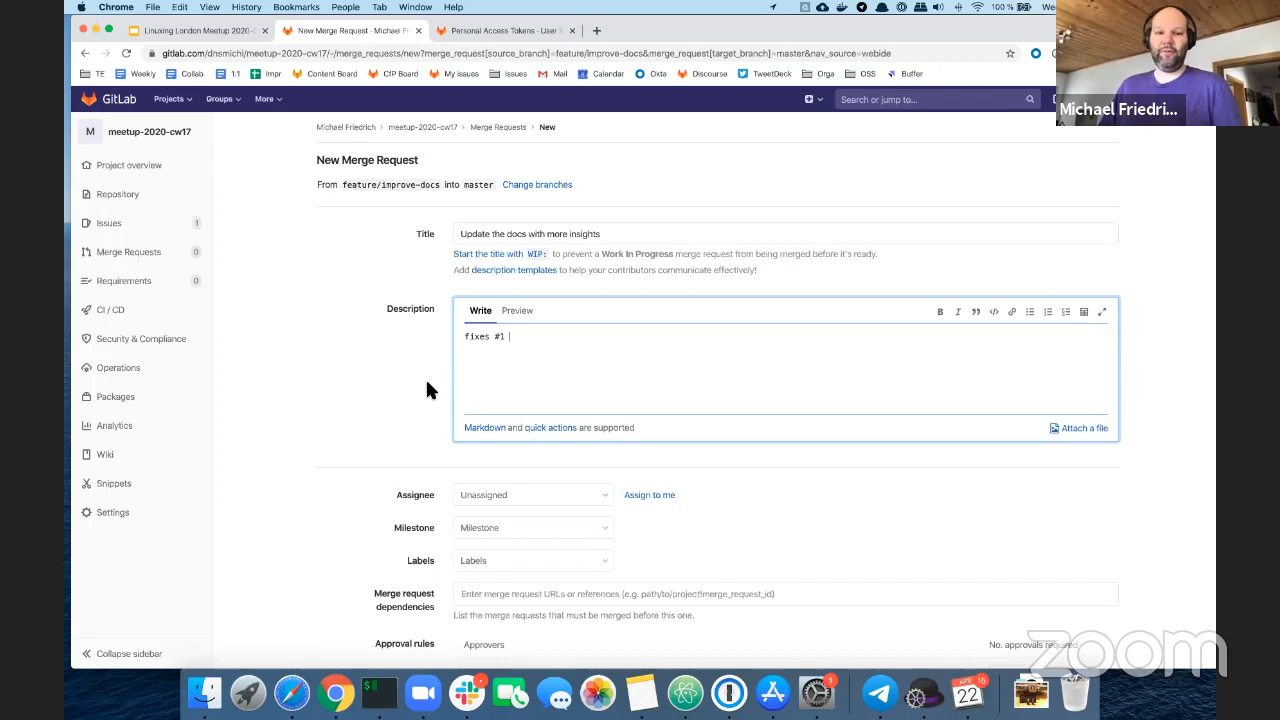 Chrome File Edit View History Bookmarks People Tab Window Help
100 %
Linuxing London Meetup 2020-
New Merge Request · Michael F
Personal Access Tokens · User S
gitlab.com/dnsmichi/meetup-2020-cw17/-/merge_requests/new?merge_request[source_branch]=feature/improve-docs&merge_request[target_branch]=master&nav_source=webide
TE Weekly Collab 1:1 Impr Content Board CfP Board My issues Issues Mail Calendar Okta Discourse TweetDeck Orga OSS Buffer
Michael Friedri...
GitLab Projects Groups More
Search or jump to...
M meetup-2020-cw17
Project overview
Repository
Issues 1
Merge Requests 0
Requirements 0
CI / CD
Security & Compliance
Operations
Packages
Analytics
Wiki
Snippets
Settings
Collapse sidebar
Michael Friedrich > meetup-2020-cw17 > Merge Requests > New
New Merge Request
From feature/improve-docs into master Change branches
Title Update the docs with more insights
Start the title with WIP: to prevent a Work In Progress merge request from being merged before it's ready.
Add description templates to help your contributors communicate effectively!
Description
Write Preview
fixes #1
Markdown and quick actions are supported
Attach a file
Assignee Unassigned Assign to me
Milestone Milestone
Labels Labels
Merge request dependencies
Enter merge request URLs or references (e.g. path/to/project!merge_request_id)
List the merge requests that must be merged before this one.
Approval rules Approvers No. approvals required
zoom
$
1
APR 15
22